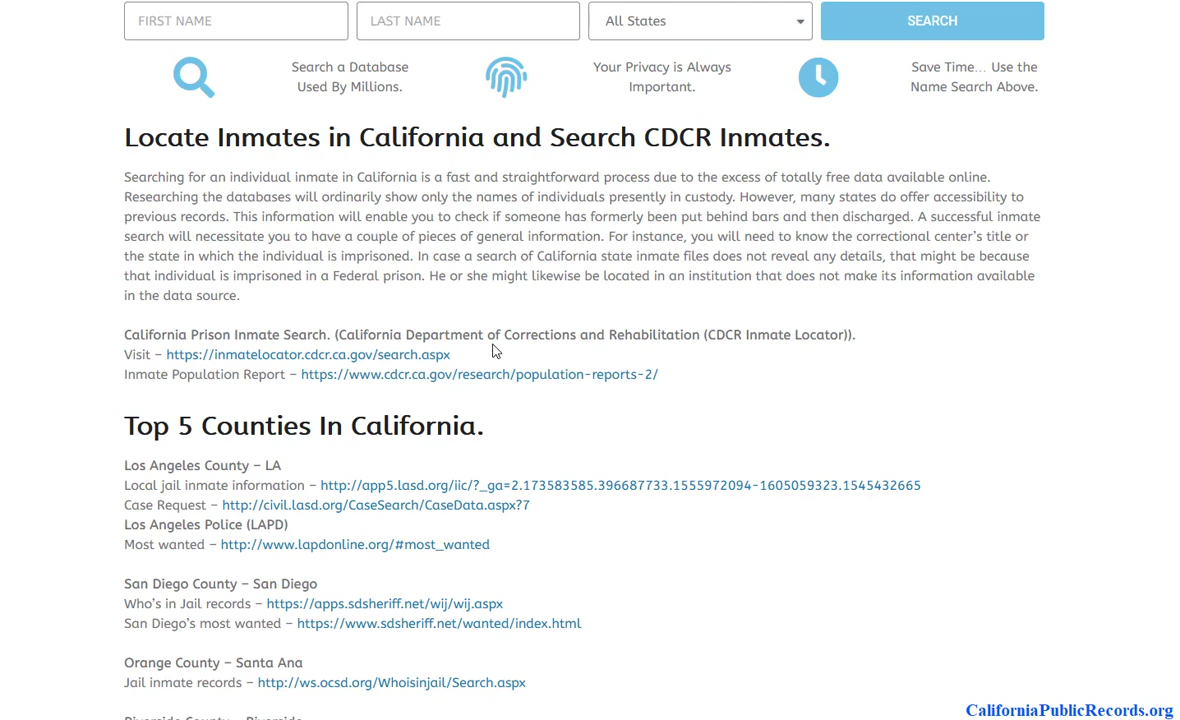 FIRST NAME LAST NAME All States SEARCH
Search a Database Your Privacy is Always Save Time... Use the
Used By Millions. Important. Name Search Above.
Locate Inmates in California and Search CDCR Inmates.
Searching for an individual inmate in California is a fast and straightforward process due to the excess of totally free data available online.
Researching the databases will ordinarily show only the names of individuals presently in custody. However, many states do offer accessibility to
previous records. This information will enable you to check if someone has formerly been put behind bars and then discharged. A successful inmate
search will necessitate you to have a couple of pieces of general information. For instance, you will need to know the correctional center's title or
the state in which the individual is imprisoned. In case a search of California state inmate files does not reveal any details, that might be because
that individual is imprisoned in a Federal prison. He or she might likewise be located in an institution that does not make its information available
in the data source.
California Prison Inmate Search. (California Department of Corrections and Rehabilitation (CDCR Inmate Locator)).
Visit – https://inmatelocator.cdcr.ca.gov/search.aspx
Inmate Population Report – https://www.cdcr.ca.gov/research/population-reports-2/
Top 5 Counties In California.
Los Angeles County – LA
Local jail inmate information – http://app5.lasd.org/iic/?_ga=2.173583585.396687733.1555972094-1605059323.1545432665
Case Request – http://civil.lasd.org/CaseSearch/CaseData.aspx?7
Los Angeles Police (LAPD)
Most wanted – http://www.lapdonline.org/#most_wanted
San Diego County – San Diego
Who's in Jail records – https://apps.sdsheriff.net/wij/wij.aspx
San Diego's most wanted – https://www.sdsheriff.net/wanted/index.html
Orange County – Santa Ana
Jail inmate records – http://ws.ocsd.org/Whoisinjail/Search.aspx
Riverside County – Riverside
CaliforniaPublicRecords.org